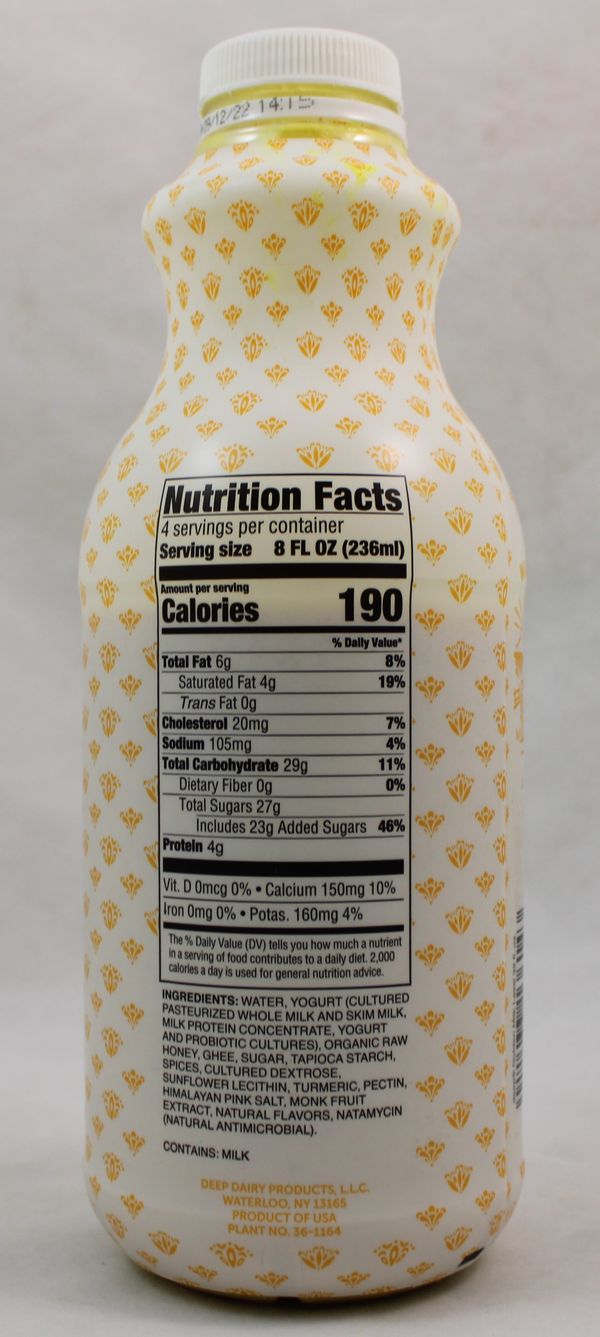 /12/22 14:15
Nutrition Facts
4 servings per container
Serving size 8 FL OZ (236ml)
Amount per serving
Calories 190
% Daily Value*
Total Fat 6g 8%
Saturated Fat 4g 19%
Trans Fat 0g
Cholesterol 20mg 7%
Sodium 105mg 4%
Total Carbohydrate 29g 11%
Dietary Fiber 0g 0%
Total Sugars 27g
Includes 23g Added Sugars 46%
Protein 4g
Vit. D 0mcg 0% • Calcium 150mg 10%
Iron 0mg 0% • Potas. 160mg 4%
The % Daily Value (DV) tells you how much a nutrient
in a serving of food contributes to a daily diet. 2,000
calories a day is used for general nutrition advice.
INGREDIENTS: WATER, YOGURT (CULTURED
PASTEURIZED WHOLE MILK AND SKIM MILK,
MILK PROTEIN CONCENTRATE, YOGURT
AND PROBIOTIC CULTURES), ORGANIC RAW
HONEY, GHEE, SUGAR, TAPIOCA STARCH,
SPICES, CULTURED DEXTROSE,
SUNFLOWER LECITHIN, TURMERIC, PECTIN,
HIMALAYAN PINK SALT, MONK FRUIT
EXTRACT, NATURAL FLAVORS, NATAMYCIN
(NATURAL ANTIMICROBIAL).
CONTAINS: MILK
DEEP DAIRY PRODUCTS, L.L.C.
WATERLOO, NY 13165
PRODUCT OF USA
PLANT NO. 36-1164